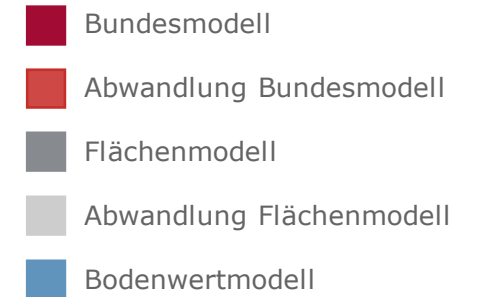 Bundesmodell
Abwandlung Bundesmodell
Flächenmodell
Abwandlung Flächenmodell
Bodenwertmodell